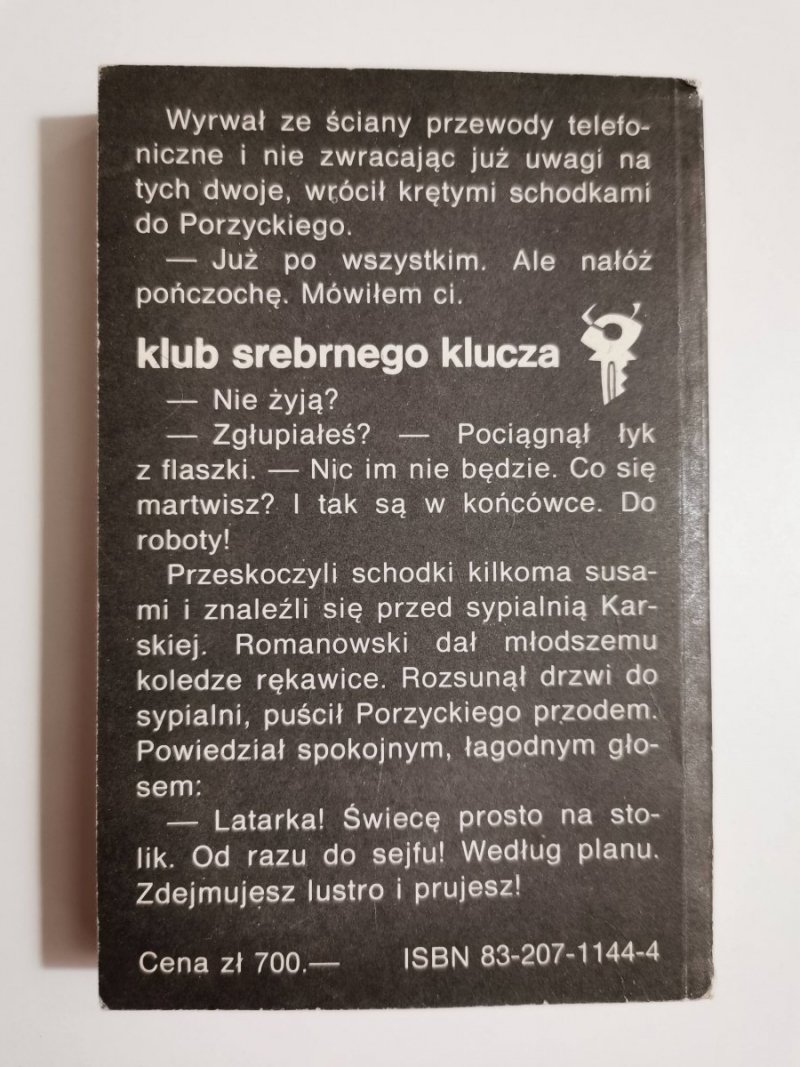 Wyrwał ze ściany przewody telefo-
niczne i nie zwracając już uwagi na
tych dwoje, wrócił krętymi schodkami
do Porzyckiego.
— Już po wszystkim. Ale nałóż
pończochę. Mówiłem ci.
klub srebrnego klucza
— Nie żyją?
— Zgłupiałeś? — Pociągnął łyk
z flaszki. — Nic im nie będzie. Co się
martwisz? I tak są w końcówce. Do
roboty!
Przeskoczyli schodki kilkoma susa-
mi i znaleźli się przed sypialnią Kar-
skiej. Romanowski dał młodszemu
koledze rękawice. Rozsunął drzwi do
sypialni, puścił Porzyckiego przodem.
Powiedział spokojnym, łagodnym gło-
sem:
— Latarka! Świecę prosto na sto-
lik. Od razu do sejfu! Według planu.
Zdejmujesz lustro i prujesz!
Cena zł 700.— ISBN 83-207-1144-4